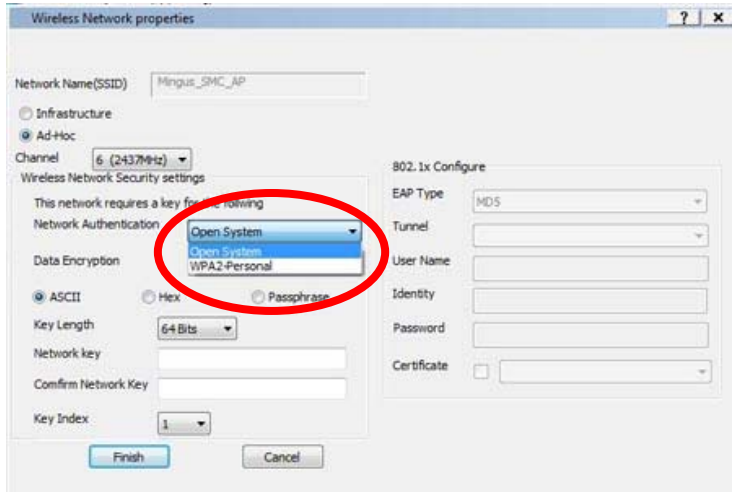 Wireless Network properties
? x
Network Name(SSID) Mingus_SMC_AP
Infrastructure
Ad-Hoc
Channel 6 (2437MHz)
Wireless Network Security settings
This network requires a key for the follwing
Network Authentication Open System
Open System
WPA2-Personal
Data Encryption
ASCII Hex Passphrase
Key Length 64 Bits
Network key
Comfirm Network Key
Key Index 1
Finish Cancel
802.1x Configure
EAP Type MD5
Tunnel
User Name
Identity
Password
Certificate